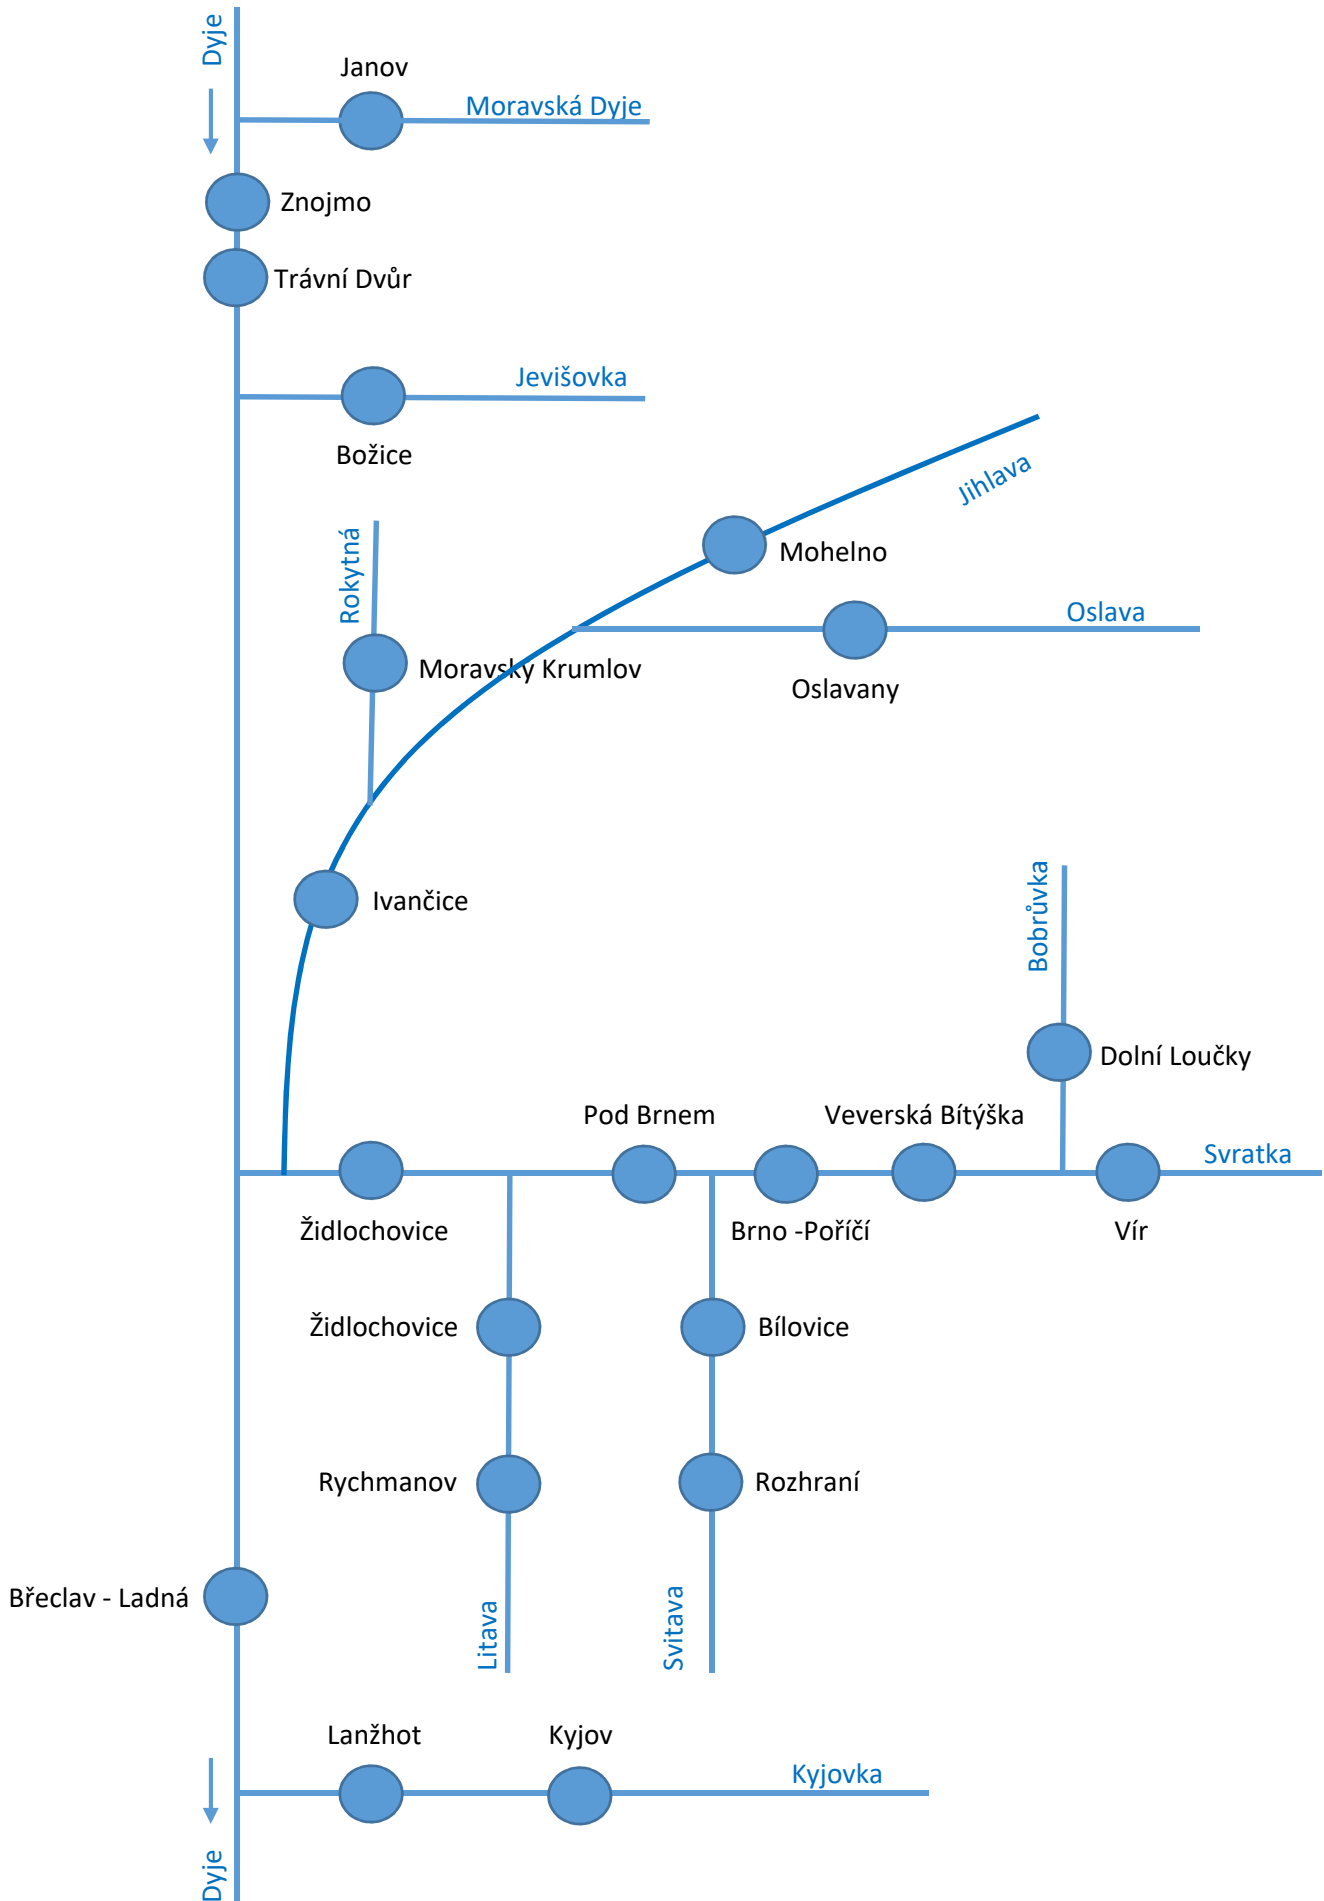 Dyje
Janov
Moravská Dyje
Znojmo
Trávní Dvůr
Jevišovka
Božice
Jihlava
Rokytná
Mohelno
Oslava
Moravsky Krumlov
Oslavany
Ivančice
Bobrůvka
Dolní Loučky
Pod Brnem
Veverská Bítýška
Svratka
Židlochovice
Brno -Poříčí
Vír
Židlochovice
Bílovice
Rychmanov
Rozhraní
Břeclav - Ladná
Litava
Svitava
Lanžhot
Kyjov
Kyjovka
Dyje